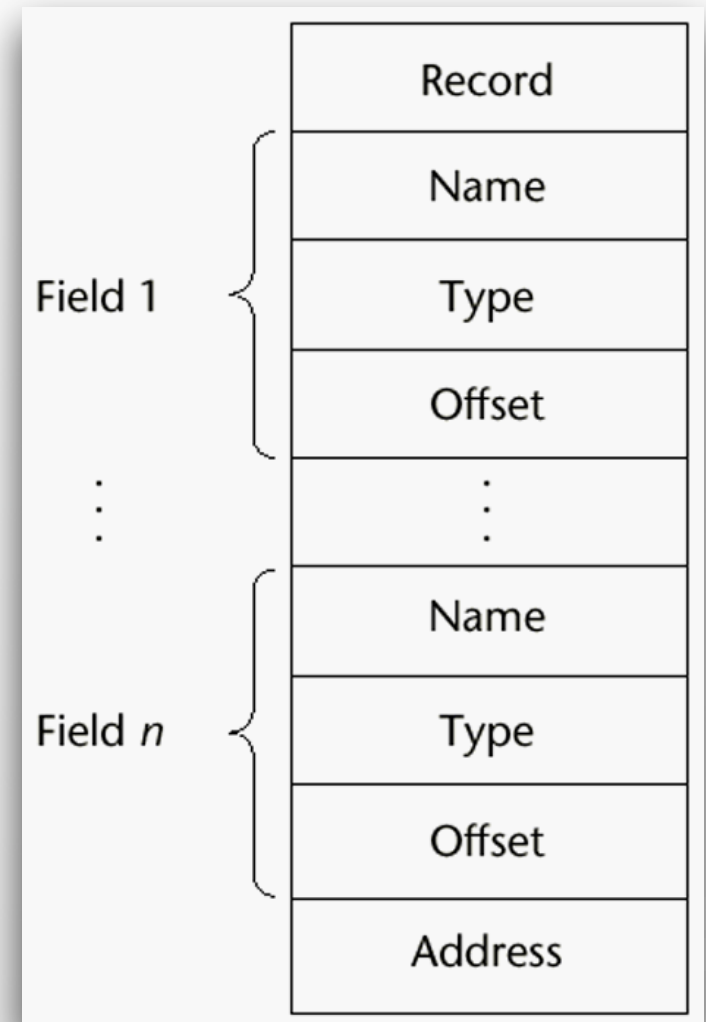 Record
Name
Field 1
Type
Offset
⋮
⋮
Name
Field n
Type
Offset
Address